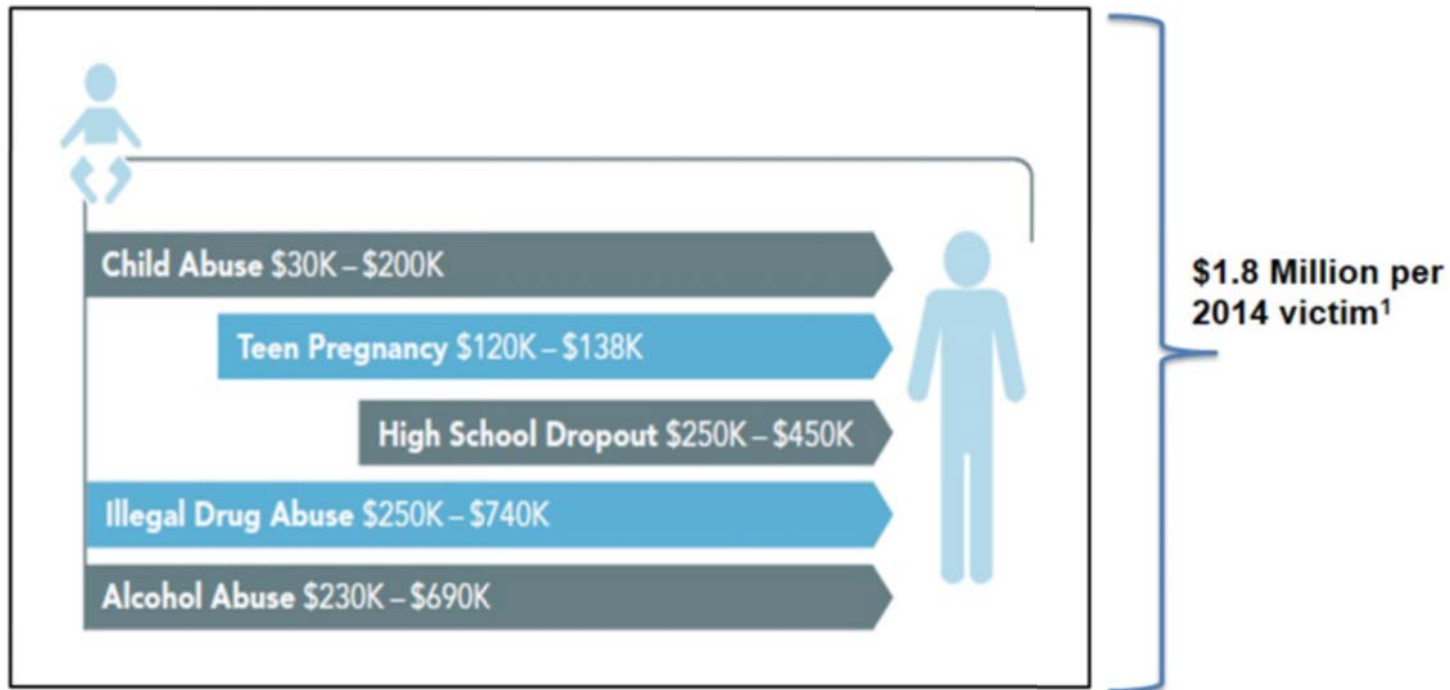 Child Abuse $30K – $200K
Teen Pregnancy $120K – $138K
High School Dropout $250K – $450K
Illegal Drug Abuse $250K – $740K
Alcohol Abuse $230K – $690K
$1.8 Million per
2014 victim¹